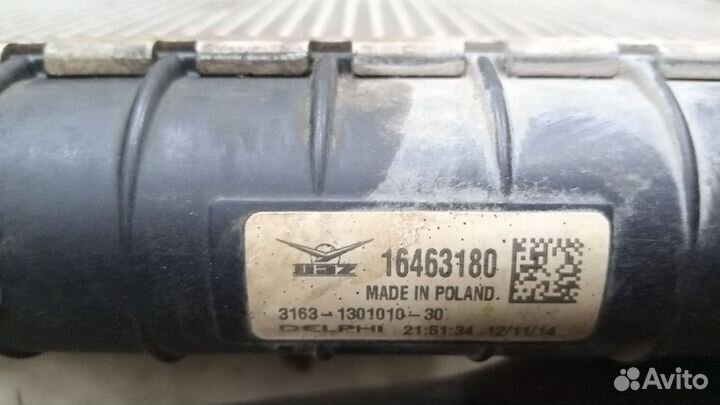 УАЗ 16463180
MADE IN POLAND.
3163-1301010-30
DELPHI 21:51:34 12/11/14
Avito